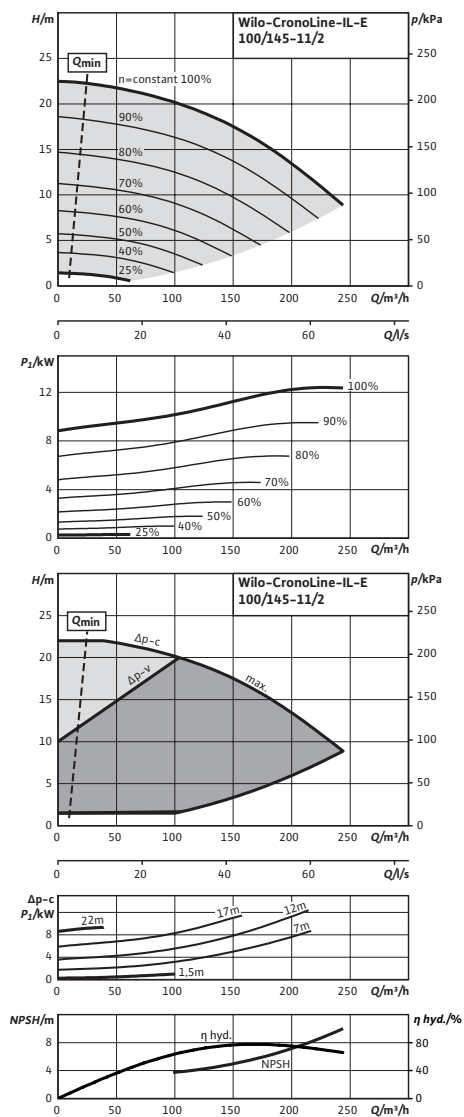 H/m
Wilo-CronoLine-IL-E
100/145-11/2
p/kPa
Qmin
n=constant 100%
90%
80%
70%
60%
50%
40%
25%
25
20
15
10
5
0
250
200
150
100
50
0
0 50 100 150 200 250 Q/m³/h
0 20 40 60 Q/l/s
P1/kW
12
8
4
0
100%
90%
80%
70%
60%
50%
40%
25%
0 50 100 150 200 250 Q/m³/h
H/m
Wilo-CronoLine-IL-E
100/145-11/2
p/kPa
Qmin
Δp-c
Δp-v
max.
25
20
15
10
5
0
250
200
150
100
50
0
0 50 100 150 200 250 Q/m³/h
0 20 40 60 Q/l/s
Δp-c
P1/kW
8
4
0
22m
17m
12m
7m
1,5m
0 50 100 150 200 250 Q/m³/h
NPSH/m
η hyd./%
8
4
0
η hyd.
NPSH
80
40
0
0 50 100 150 200 250 Q/m³/h